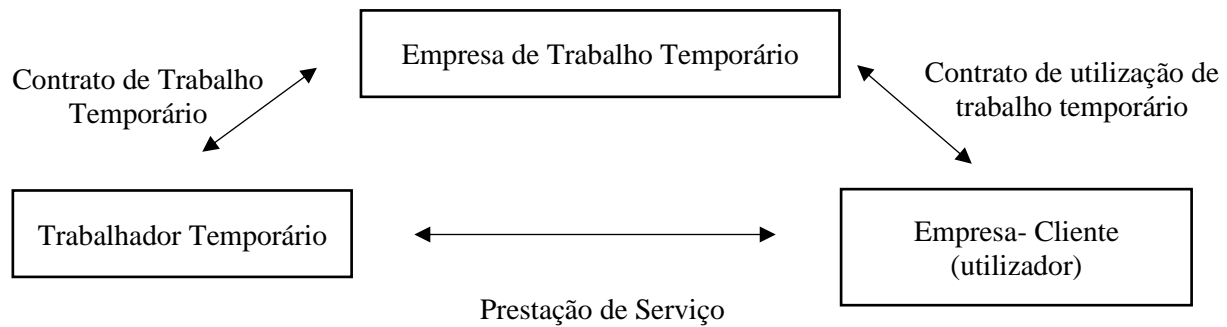 Empresa de Trabalho Temporário
Contrato de Trabalho
Temporário
Contrato de utilização de
trabalho temporário
Trabalhador Temporário
Empresa- Cliente
(utilizador)
Prestação de Serviço